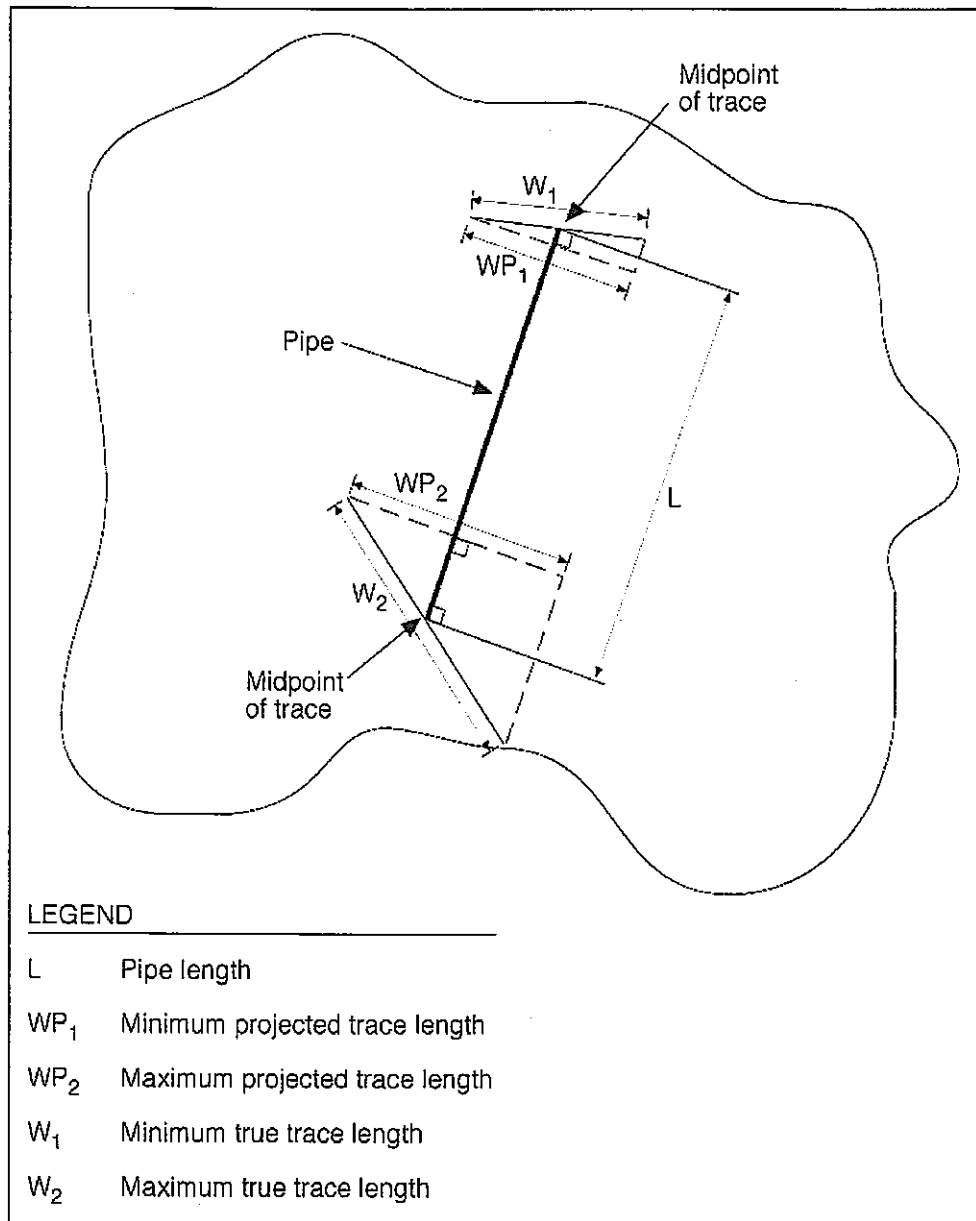 Midpoint
of trace
W₁
WP₁
Pipe
L
WP₂
W₂
Midpoint
of trace
LEGEND
L Pipe length
WP₁ Minimum projected trace length
WP₂ Maximum projected trace length
W₁ Minimum true trace length
W₂ Maximum true trace length